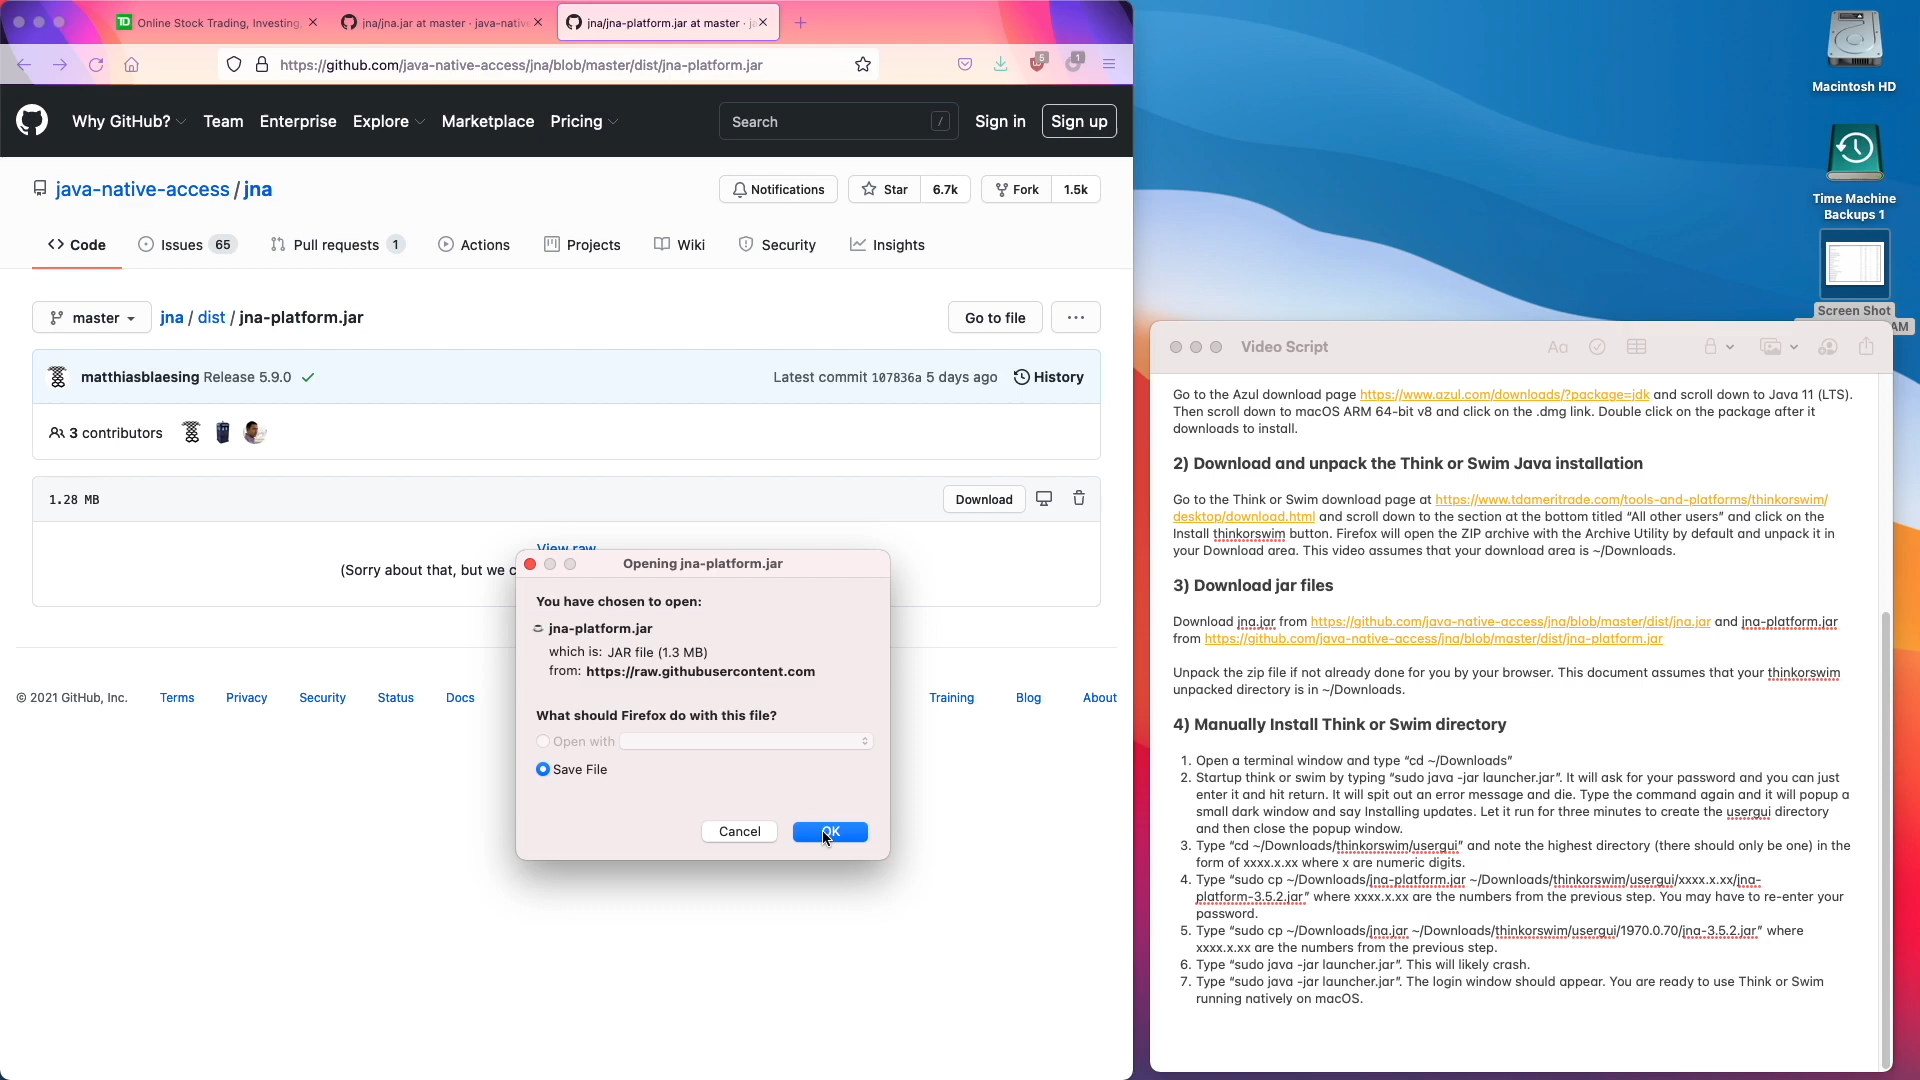 Online Stock Trading, Investing,
jna/jna.jar at master · java-native
jna/jna-platform.jar at master · ja
https://github.com/java-native-access/jna/blob/master/dist/jna-platform.jar
5
1
Why GitHub?
Team
Enterprise
Explore
Marketplace
Pricing
Search
/
Sign in
Sign up
java-native-access / jna
Notifications
Star 6.7k
Fork 1.5k
Code
Issues 65
Pull requests 1
Actions
Projects
Wiki
Security
Insights
master
jna / dist / jna-platform.jar
Go to file
...
matthiasblaesing Release 5.9.0
Latest commit 107836a 5 days ago
History
3 contributors
1.28 MB
Download
View raw
(Sorry about that, but we c
Opening jna-platform.jar
You have chosen to open:
jna-platform.jar
which is: JAR file (1.3 MB)
from: https://raw.githubusercontent.com
What should Firefox do with this file?
Open with
Save File
Cancel
OK
© 2021 GitHub, Inc.
Terms
Privacy
Security
Status
Docs
Training
Blog
About
Macintosh HD
Time Machine
Backups 1
Screen Shot
AM
Video Script
Aa
Go to the Azul download page https://www.azul.com/downloads/?package=jdk and scroll down to Java 11 (LTS).
Then scroll down to macOS ARM 64-bit v8 and click on the .dmg link. Double click on the package after it
downloads to install.
2) Download and unpack the Think or Swim Java installation
Go to the Think or Swim download page at https://www.tdameritrade.com/tools-and-platforms/thinkorswim/
desktop/download.html and scroll down to the section at the bottom titled “All other users” and click on the
Install thinkorswim button. Firefox will open the ZIP archive with the Archive Utility by default and unpack it in
your Download area. This video assumes that your download area is ~/Downloads.
3) Download jar files
Download jna.jar from https://github.com/java-native-access/jna/blob/master/dist/jna.jar and jna-platform.jar
from https://github.com/java-native-access/jna/blob/master/dist/jna-platform.jar
Unpack the zip file if not already done for you by your browser. This document assumes that your thinkorswim
unpacked directory is in ~/Downloads.
4) Manually Install Think or Swim directory
1. Open a terminal window and type “cd ~/Downloads”
2. Startup think or swim by typing “sudo java -jar launcher.jar”. It will ask for your password and you can just
enter it and hit return. It will spit out an error message and die. Type the command again and it will popup a
small dark window and say Installing updates. Let it run for three minutes to create the usergui directory
and then close the popup window.
3. Type “cd ~/Downloads/thinkorswim/usergui” and note the highest directory (there should only be one) in the
form of xxxx.x.xx where x are numeric digits.
4. Type “sudo cp ~/Downloads/jna-platform.jar ~/Downloads/thinkorswim/usergui/xxxx.x.xx/jna-
platform-3.5.2.jar” where xxxx.x.xx are the numbers from the previous step. You may have to re-enter your
password.
5. Type “sudo cp ~/Downloads/jna.jar ~/Downloads/thinkorswim/usergui/1970.0.70/jna-3.5.2.jar” where
xxxx.x.xx are the numbers from the previous step.
6. Type “sudo java -jar launcher.jar”. This will likely crash.
7. Type “sudo java -jar launcher.jar”. The login window should appear. You are ready to use Think or Swim
running natively on macOS.